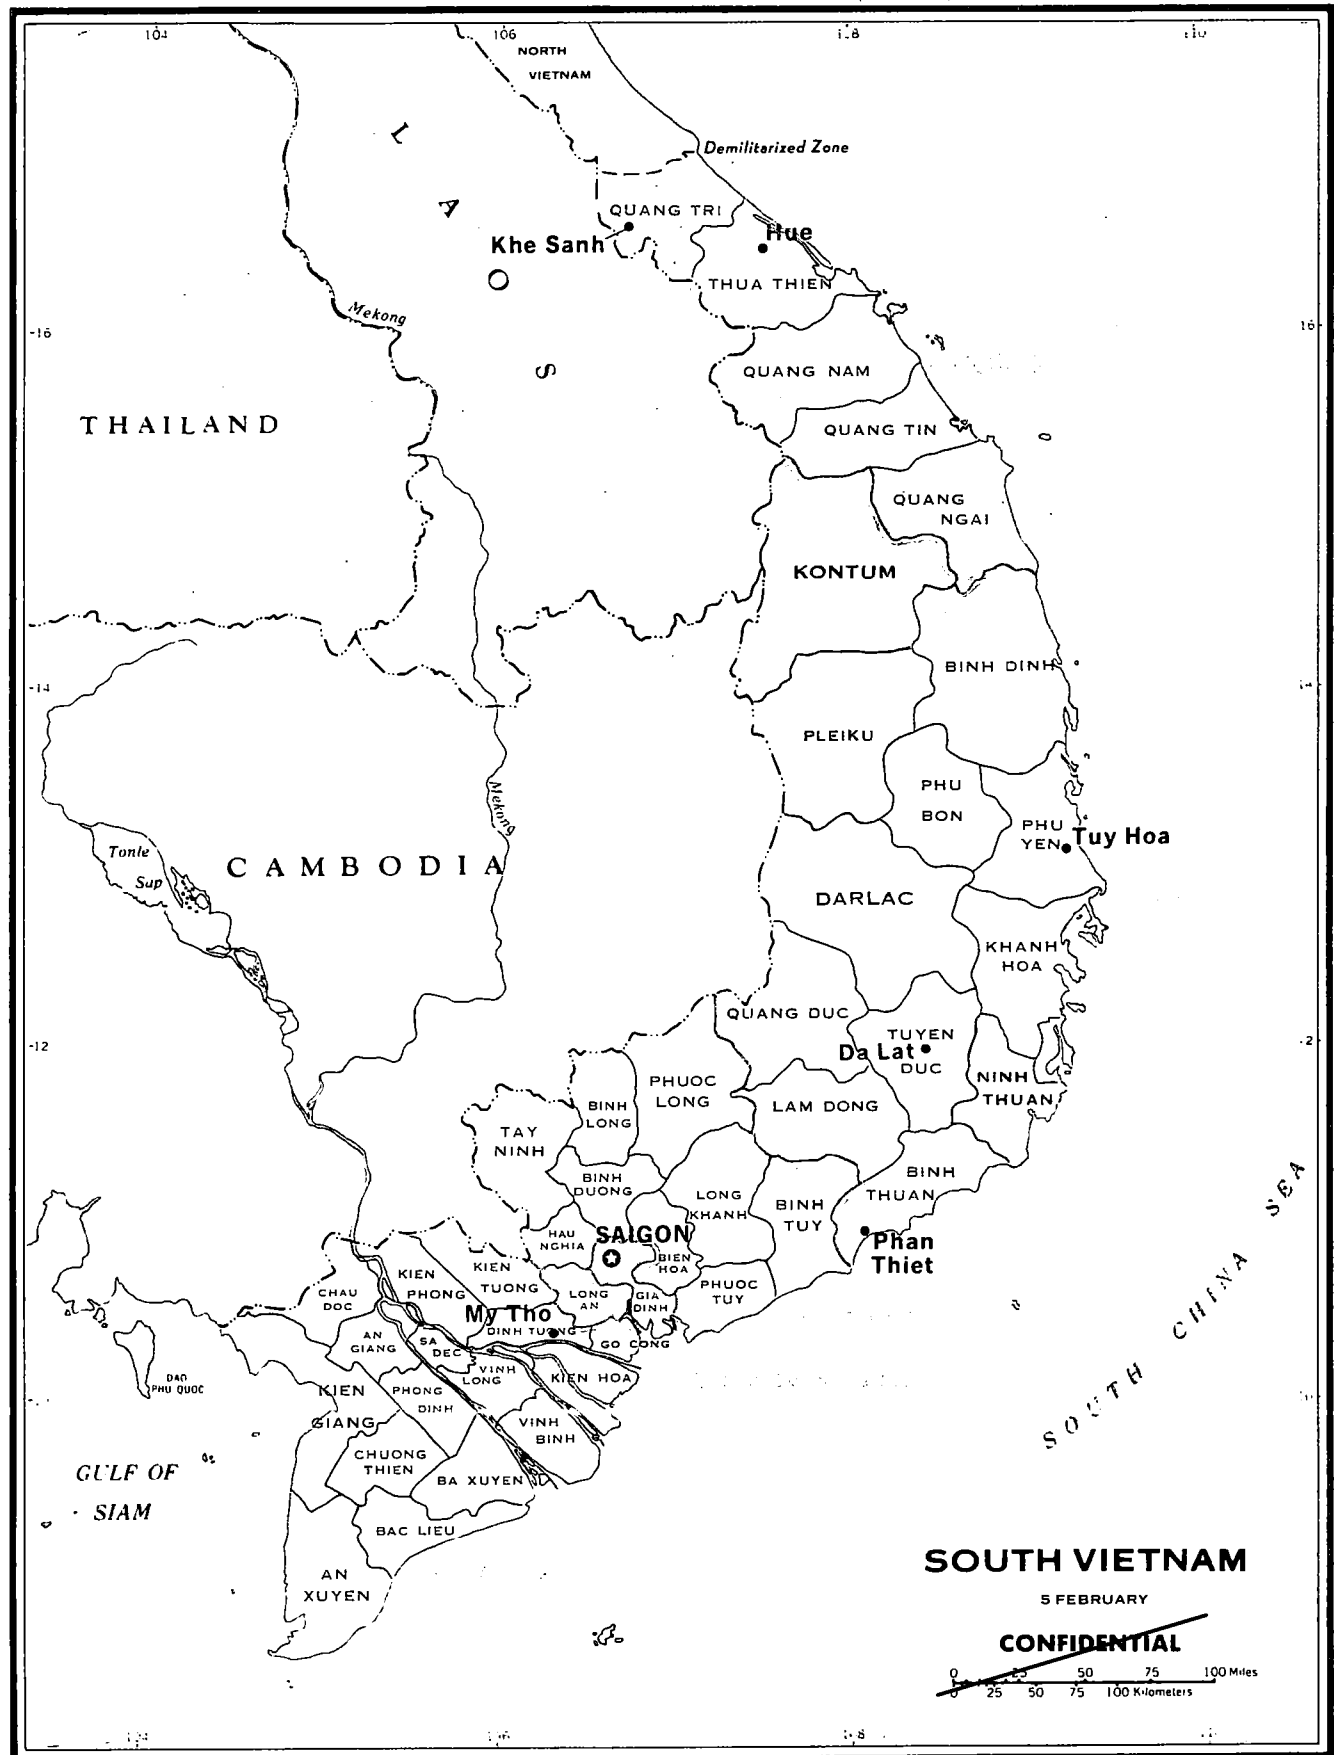 104
106
108
110
NORTH
VIETNAM
L
A
O
S
Demilitarized Zone
QUANG TRI
Khe Sanh
Hue
THUA THIEN
Mekong
16
16
QUANG NAM
THAILAND
QUANG TIN
QUANG
NGAI
KONTUM
BINH DINH
14
14
PLEIKU
PHU
BON
Mekong
PHU
YEN
Tuy Hoa
Tonle
Sap
CAMBODIA
DARLAC
KHANH
HOA
QUANG DUC
12
TUYEN
DUC
Da Lat
PHUOC
LONG
NINH
THUAN
BINH
LONG
LAM DONG
TAY
NINH
BINH
DUONG
BINH
THUAN
LONG
KHANH
BINH
TUY
HAU
NGHIA
SAIGON
BIEN
HOA
Phan
Thiet
KIEN
PHONG
KIEN
TUONG
CHAU
DOC
LONG
AN
GIA
DINH
PHUOC
TUY
My Tho
DINH TUONG
AN
GIANG
SA
DEC
GO CONG
VINH
LONG
KIEN HOA
DAO
PHU QUOC
KIEN
GIANG
PHONG
DINH
VINH
BINH
CHUONG
THIEN
BA XUYEN
GULF OF
SIAM
BAC LIEU
AN
XUYEN
SOUTH CHINA SEA
SOUTH VIETNAM
5 FEBRUARY
CONFIDENTIAL
0 25 50 75 100 Miles
0 25 50 75 100 Kilometers